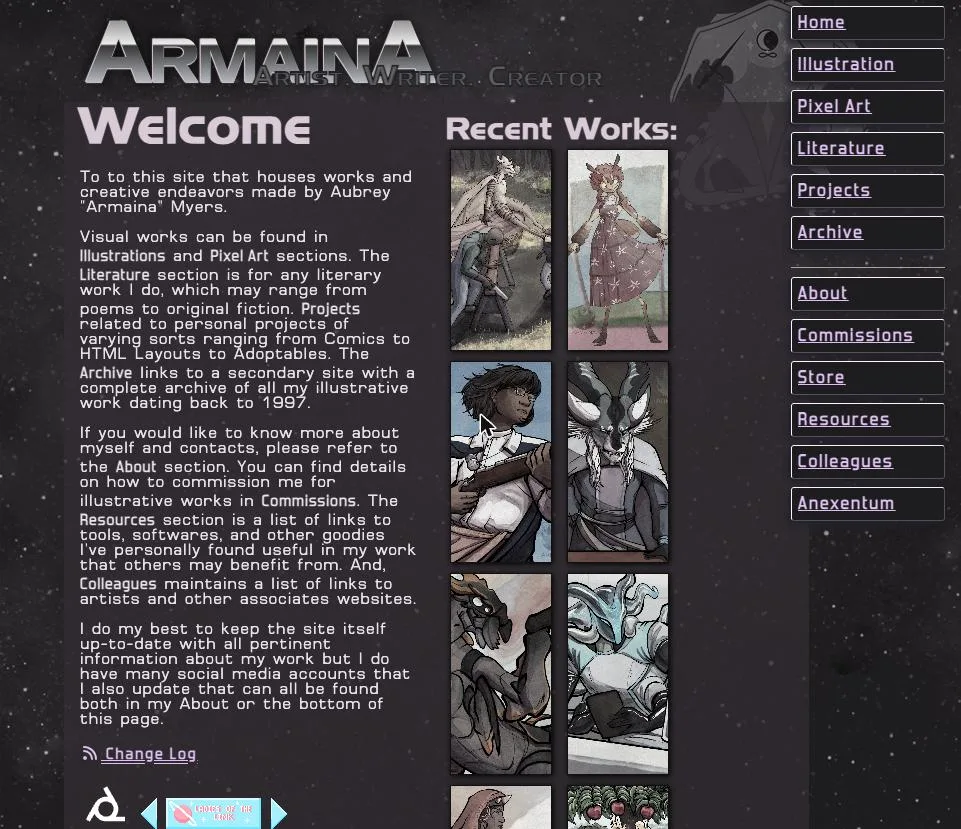 ARMAINA
ARTIST. WRITER. CREATOR
Welcome
To to this site that houses works and
creative endeavors made by Aubrey
"Armaina" Myers.
Visual works can be found in
Illustrations and Pixel Art sections. The
Literature section is for any literary
work I do, which may range from
poems to original fiction. Projects
related to personal projects of
varying sorts ranging from Comics to
HTML Layouts to Adoptables. The
Archive links to a secondary site with a
complete archive of all my illustrative
work dating back to 1997.
If you would like to know more about
myself and contacts, please refer to
the About section. You can find details
on how to commission me for
illustrative works in Commissions. The
Resources section is a list of links to
tools, softwares, and other goodies
I've personally found useful in my work
that others may benefit from. And,
Colleagues maintains a list of links to
artists and other associates websites.
I do my best to keep the site itself
up-to-date with all pertinent
information about my work but I do
have many social media accounts that
I also update that can all be found
both in my About or the bottom of
this page.
Change Log
LADIES OF THE
LINKS
Recent Works:
Home
Illustration
Pixel Art
Literature
Projects
Archive
About
Commissions
Store
Resources
Colleagues
Anexentum